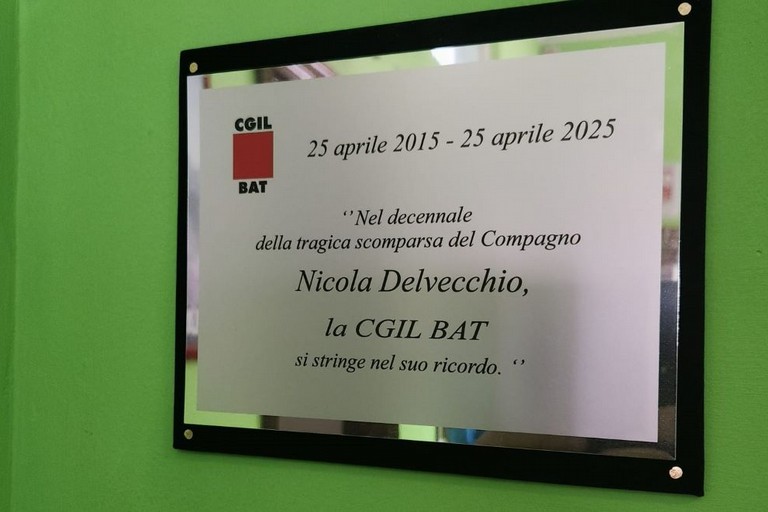 CGIL
BAT
25 aprile 2015 - 25 aprile 2025
‘’Nel decennale
della tragica scomparsa del Compagno
Nicola Delvecchio,
la CGIL BAT
si stringe nel suo ricordo. ‘’